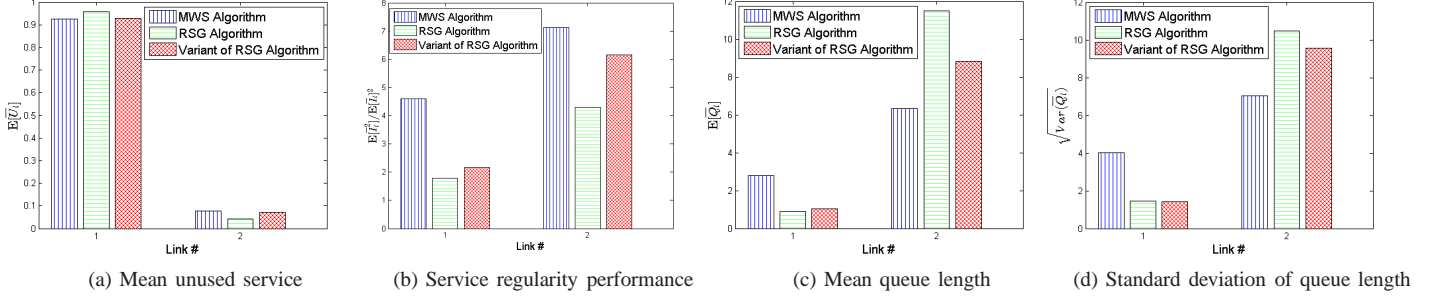 1
0.9
0.8
0.7
0.6
0.5
0.4
0.3
0.2
0.1
0
E[U̅ₗ]
MWS Algorithm
RSG Algorithm
Variant of RSG Algorithm
1 2
Link #
(a) Mean unused service
8
7
6
5
4
3
2
1
0
E[I̅ₗ²]/E[I̅ₗ]²
MWS Algorithm
RSG Algorithm
Variant of RSG Algorithm
1 2
Link #
(b) Service regularity performance
12
10
8
6
4
2
0
E[Q̅ₗ]
MWS Algorithm
RSG Algorithm
Variant of RSG Algorithm
1 2
Link #
(c) Mean queue length
12
10
8
6
4
2
0
√Var(Q̅ₗ)
MWS Algorithm
RSG Algorithm
Variant of RSG Algorithm
1 2
Link #
(d) Standard deviation of queue length